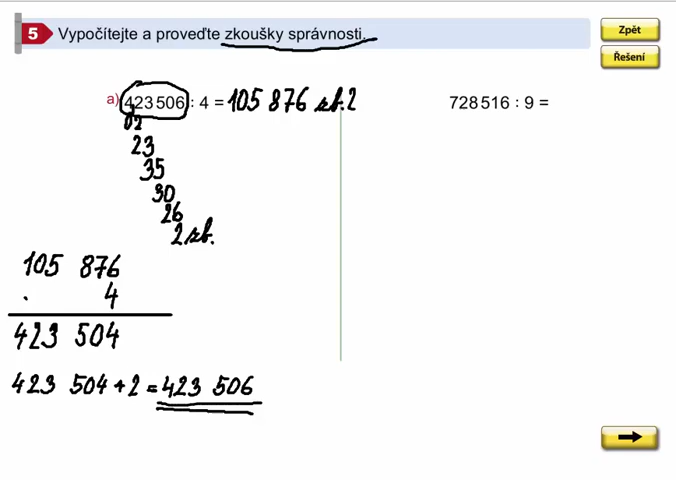 5 Vypočítejte a proveďte zkoušky správnosti.
Zpět
Řešení
a) 423 506 : 4 = 105 876 zb. 2
02
23
35
30
26
2 zb.
105 876
. 4
423 504
423 504 + 2 = 423 506
728 516 : 9 =